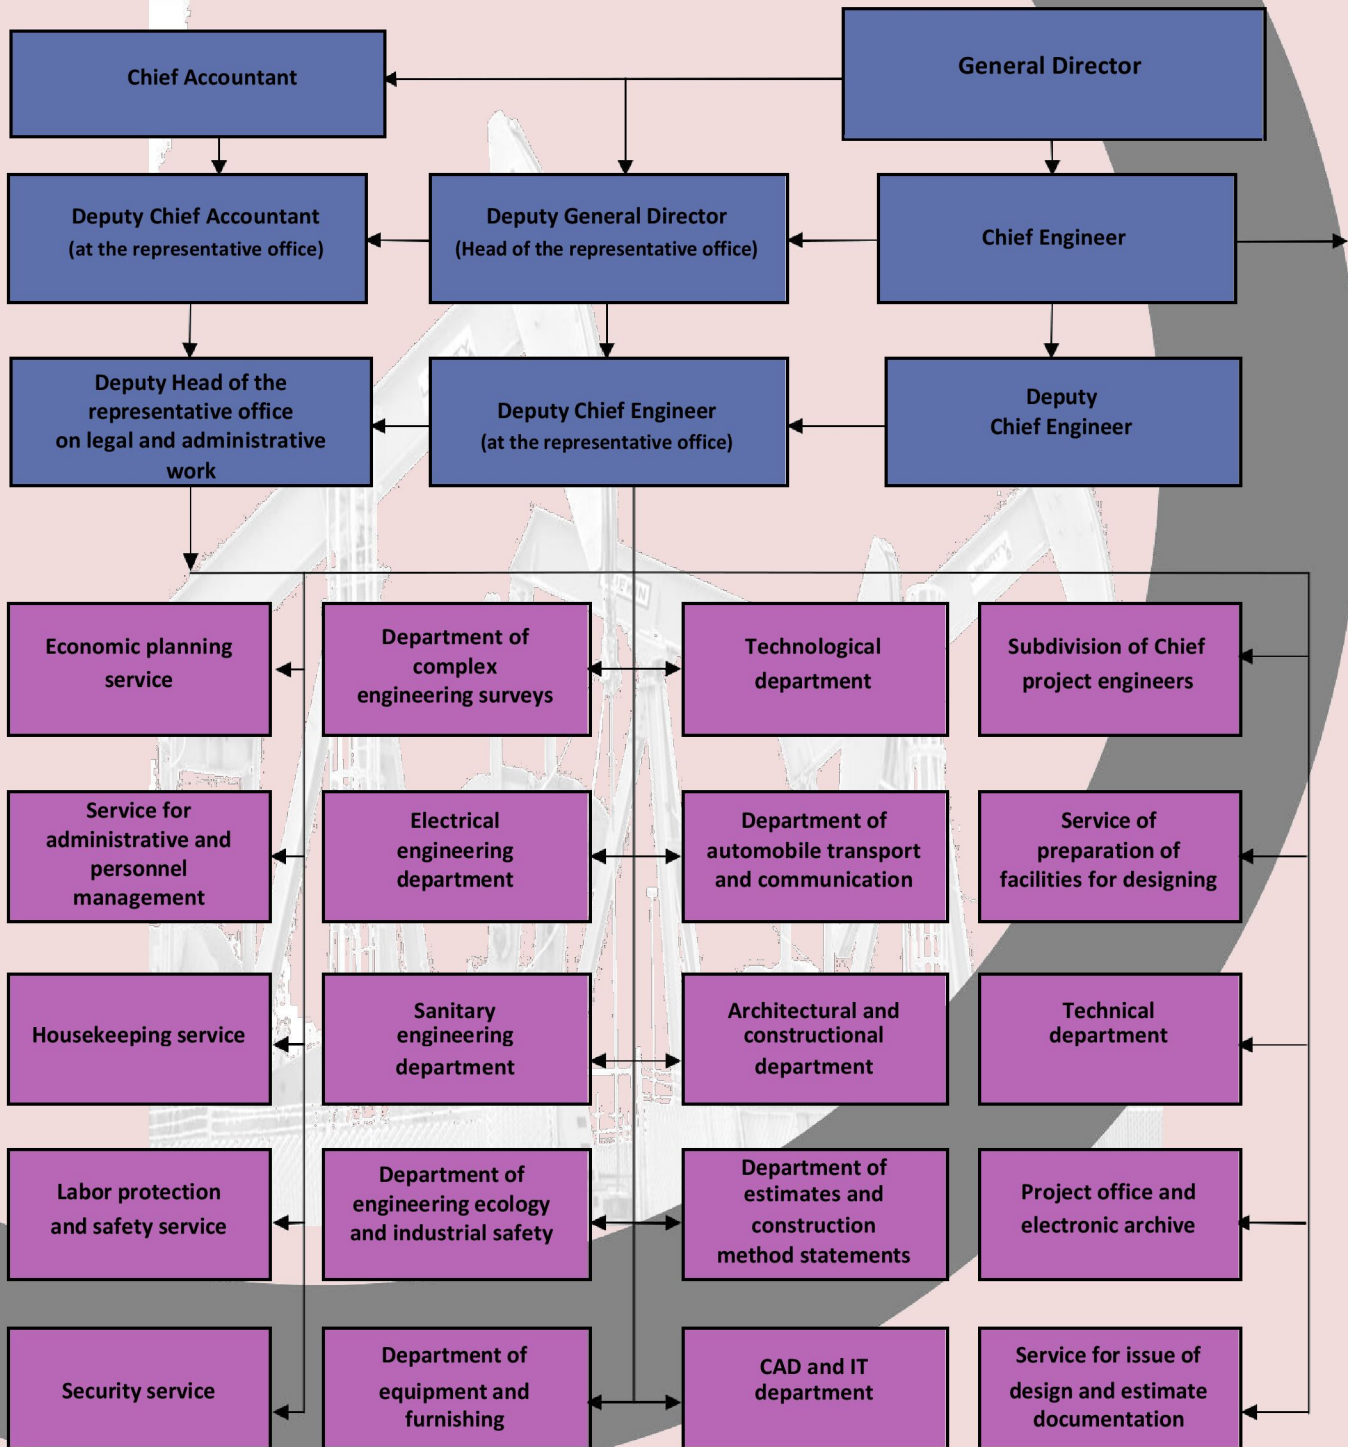 Chief Accountant
General Director
Deputy Chief Accountant
(at the representative office)
Deputy General Director
(Head of the representative office)
Chief Engineer
Deputy Head of the
representative office
on legal and administrative
work
Deputy Chief Engineer
(at the representative office)
Deputy
Chief Engineer
Economic planning
service
Department of
complex
engineering surveys
Technological
department
Subdivision of Chief
project engineers
Service for
administrative and
personnel
management
Electrical
engineering
department
Department of
automobile transport
and communication
Service of
preparation of
facilities for designing
Housekeeping service
Sanitary
engineering
department
Architectural and
constructional
department
Technical
department
Labor protection
and safety service
Department of
engineering ecology
and industrial safety
Department of
estimates and
construction
method statements
Project office and
electronic archive
Security service
Department of
equipment and
furnishing
CAD and IT
department
Service for issue of
design and estimate
documentation